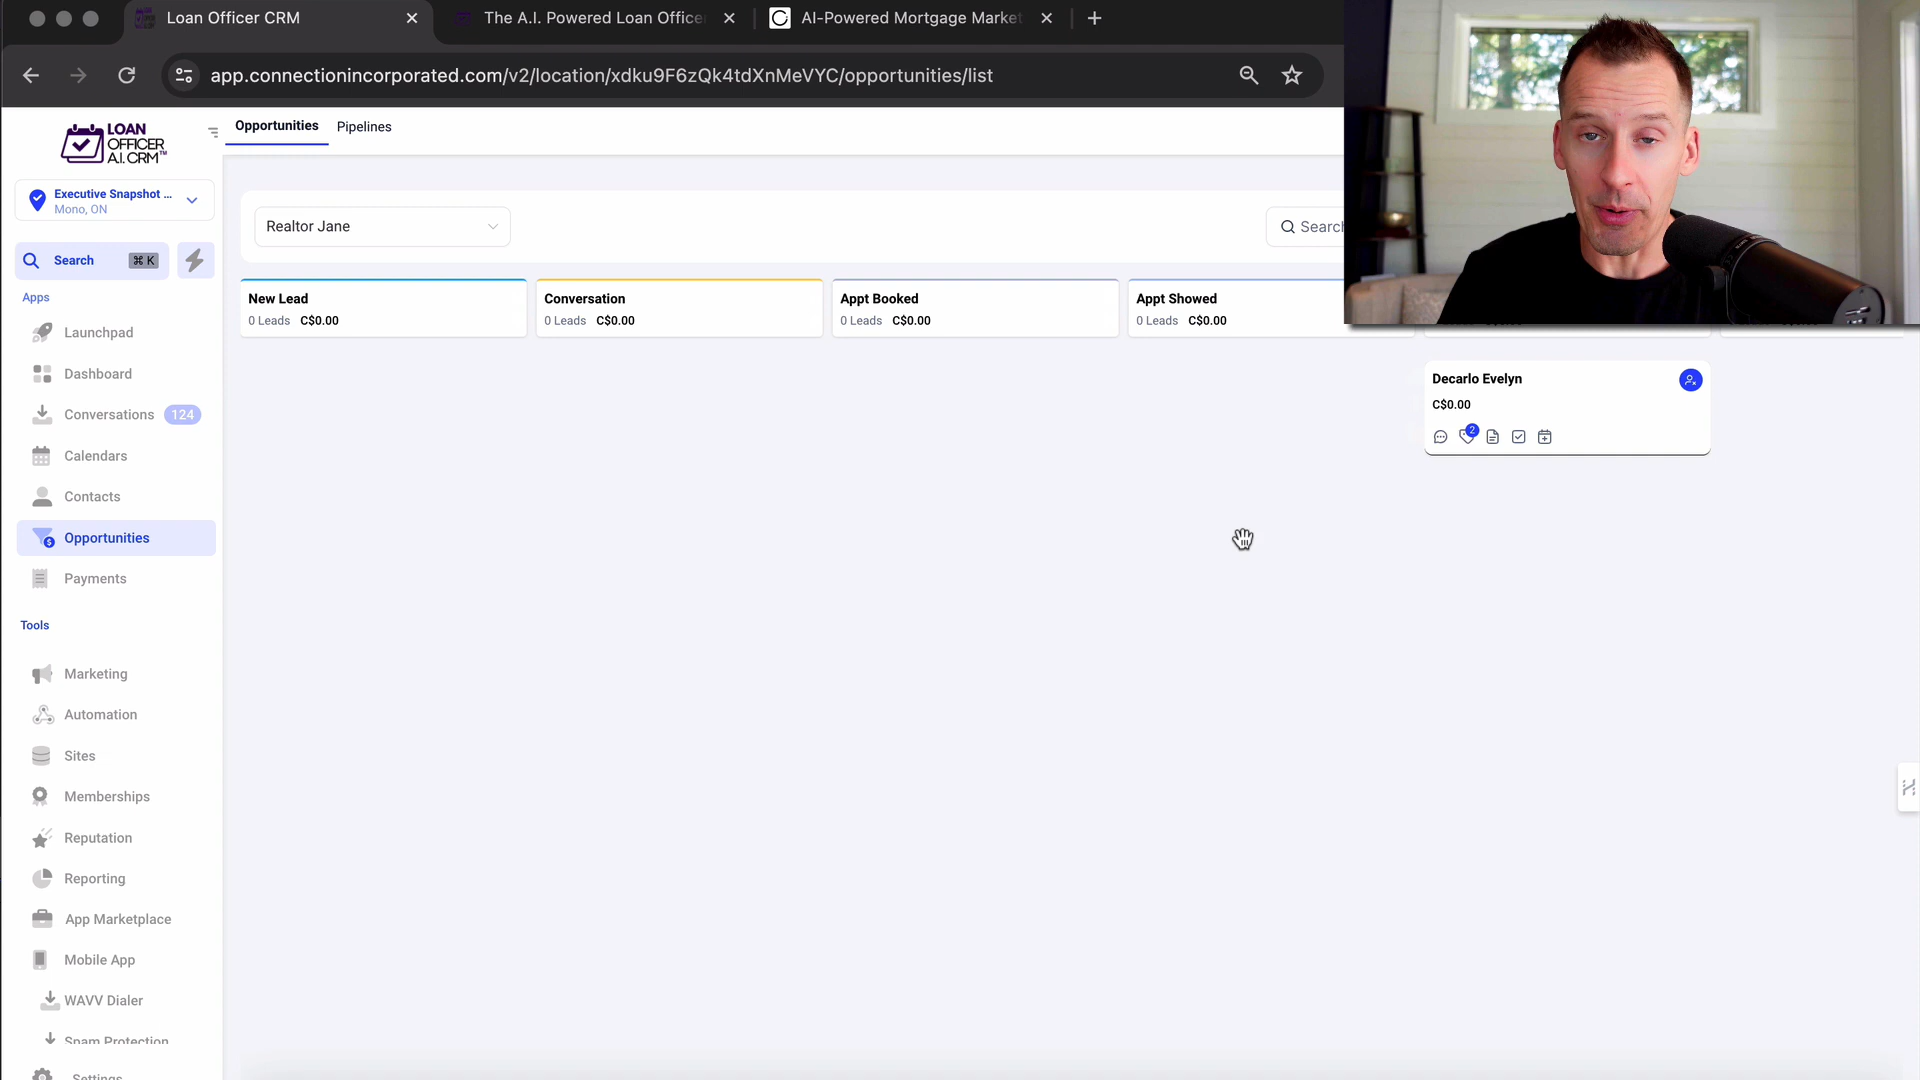 Loan Officer CRM
The A.I. Powered Loan Office
AI-Powered Mortgage Market
app.connectionincorporated.com/v2/location/xdku9F6zQk4tdXnMeVYC/opportunities/list
LOAN
OFFICER
A.I.CRM™
Opportunities
Pipelines
Executive Snapshot ...
Mono, ON
Realtor Jane
Search
Search
⌘ K
Apps
New Lead
0 Leads C$0.00
Conversation
0 Leads C$0.00
Appt Booked
0 Leads C$0.00
Appt Showed
0 Leads C$0.00
Launchpad
Dashboard
Decarlo Evelyn
C$0.00
2
Conversations 124
Calendars
Contacts
Opportunities
Payments
Tools
Marketing
Automation
Sites
Memberships
Reputation
Reporting
App Marketplace
Mobile App
WAVV Dialer
Spam Protection
Settings